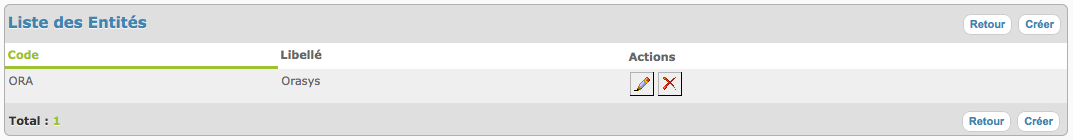 Liste des Entités Retour Créer
Code Libellé Actions
ORA Orasys
Total : 1 Retour Créer